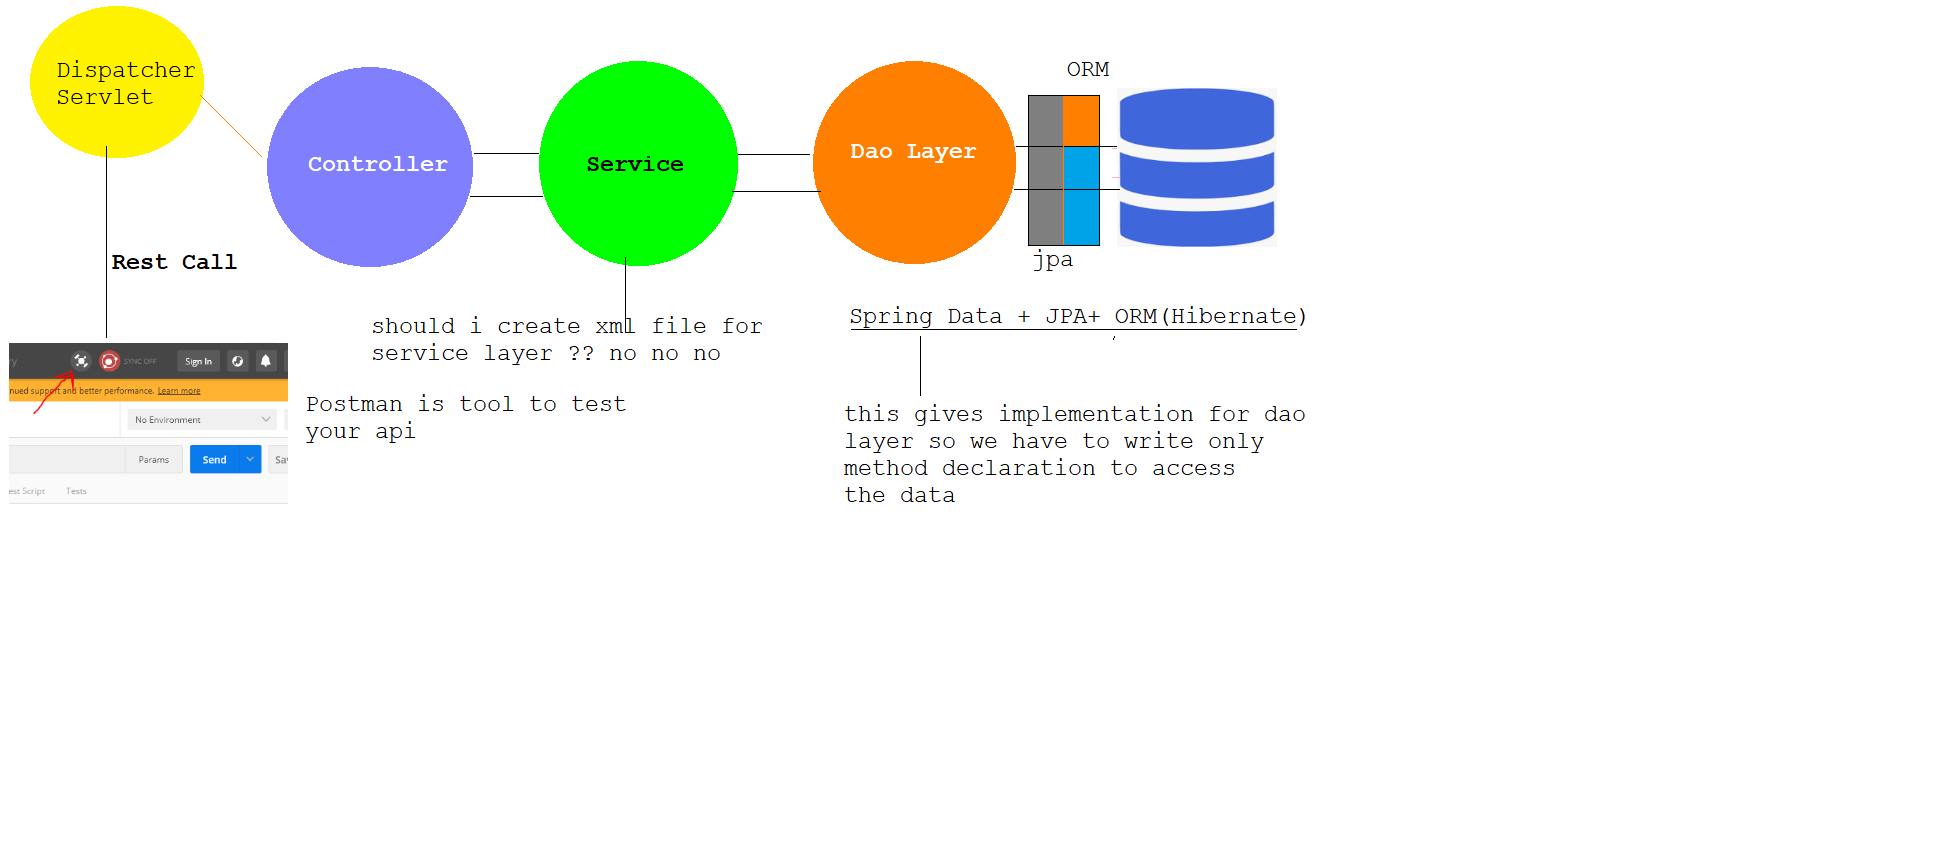 Dispatcher
Servlet
Controller
Service
Dao Layer
ORM
jpa
Rest Call
should i create xml file for
service layer ?? no no no
Spring Data + JPA+ ORM(Hibernate)
Postman is tool to test
your api
this gives implementation for dao
layer so we have to write only
method declaration to access
the data
SYNC OFF
Sign In
nued support and better performance. Learn more
No Environment
Params
Send
Sav
est Script
Tests